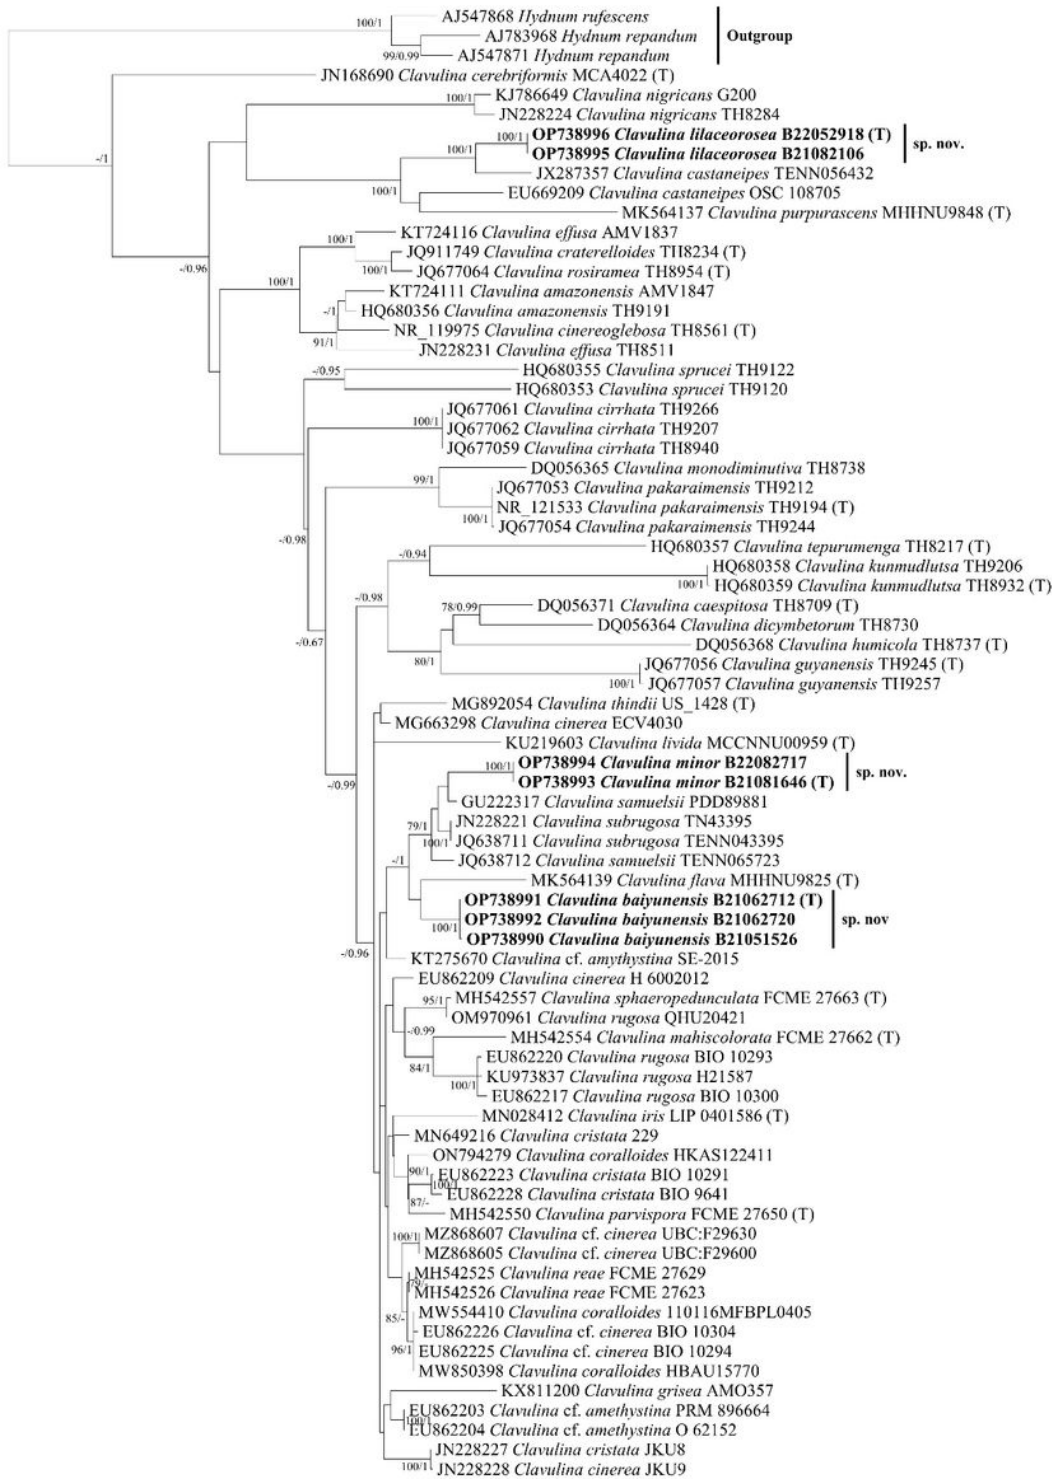 100/1
AJ547868 Hydnum rufescens
AJ783968 Hydnum repandum
Outgroup
99/0.99
AJ547871 Hydnum repandum
JN168690 Clavulina cerebriformis MCA4022 (T)
100/1
KJ786649 Clavulina nigricans G200
JN228224 Clavulina nigricans TH8284
100/1
OP738996 Clavulina lilaceorosea B22052918 (T)
sp. nov.
-/1
100/1
OP738995 Clavulina lilaceorosea B21082106
JX287357 Clavulina castaneipes TENN056432
100/1
EU669209 Clavulina castaneipes OSC 108705
MK564137 Clavulina purpurascens MHHNU9848 (T)
KT724116 Clavulina effusa AMV1837
100/1
JQ911749 Clavulina craterelloides TH8234 (T)
-/0.96
100/1
JQ677064 Clavulina rosiramea TH8954 (T)
100/1
KT724111 Clavulina amazonensis AMV1847
-/1
HQ680356 Clavulina amazonensis TH9191
NR_119975 Clavulina cinereoglebosa TH8561 (T)
91/1
JN228231 Clavulina effusa TH8511
-/0.95
HQ680355 Clavulina sprucei TH9122
HQ680353 Clavulina sprucei TH9120
JQ677061 Clavulina cirrhata TH9266
100/1
JQ677062 Clavulina cirrhata TH9207
JQ677059 Clavulina cirrhata TH8940
DQ056365 Clavulina monodiminutiva TH8738
99/1
JQ677053 Clavulina pakaraimensis TH9212
NR_121533 Clavulina pakaraimensis TH9194 (T)
100/1
JQ677054 Clavulina pakaraimensis TH9244
-/0.98
HQ680357 Clavulina tepurumenga TH8217 (T)
-/0.94
HQ680358 Clavulina kunmudlutsa TH9206
100/1
HQ680359 Clavulina kunmudlutsa TH8932 (T)
-/0.98
78/0.99
DQ056371 Clavulina caespitosa TH8709 (T)
DQ056364 Clavulina dicymbetorum TH8730
-/0.67
DQ056368 Clavulina humicola TH8737 (T)
80/1
JQ677056 Clavulina guyanensis TH9245 (T)
100/1
JQ677057 Clavulina guyanensis TH9257
MG892054 Clavulina thindii US_1428 (T)
MG663298 Clavulina cinerea ECV4030
KU219603 Clavulina livida MCCNNU00959 (T)
100/1
OP738994 Clavulina minor B22082717
sp. nov.
-/0.99
OP738993 Clavulina minor B21081646 (T)
GU222317 Clavulina samuelsii PDD89881
79/1
JN228221 Clavulina subrugosa TN43395
100/1
JQ638711 Clavulina subrugosa TENN043395
-/1
JQ638712 Clavulina samuelsii TENN065723
MK564139 Clavulina flava MHHNU9825 (T)
OP738991 Clavulina baiyunensis B21062712 (T)
OP738992 Clavulina baiyunensis B21062720
sp. nov
100/1
OP738990 Clavulina baiyunensis B21051526
-/0.96
KT275670 Clavulina cf. amythystina SE-2015
EU862209 Clavulina cinerea H 6002012
95/1
MH542557 Clavulina sphaeropedunculata FCME 27663 (T)
OM970961 Clavulina rugosa QHU20421
-/0.99
MH542554 Clavulina mahiscolorata FCME 27662 (T)
EU862220 Clavulina rugosa BIO 10293
84/1
KU973837 Clavulina rugosa H21587
100/1
EU862217 Clavulina rugosa BIO 10300
MN028412 Clavulina iris LIP 0401586 (T)
MN649216 Clavulina cristata 229
ON794279 Clavulina coralloides HKAS122411
90/1
EU862223 Clavulina cristata BIO 10291
100/1
EU862228 Clavulina cristata BIO 9641
87/-
MH542550 Clavulina parvispora FCME 27650 (T)
100/1
MZ868607 Clavulina cf. cinerea UBC:F29630
MZ868605 Clavulina cf. cinerea UBC:F29600
MH542525 Clavulina reae FCME 27629
79/-
MH542526 Clavulina reae FCME 27623
85/-
MW554410 Clavulina coralloides 110116MFBPL0405
EU862226 Clavulina cf. cinerea BIO 10304
96/1
EU862225 Clavulina cf. cinerea BIO 10294
MW850398 Clavulina coralloides HBAU15770
KX811200 Clavulina grisea AMO357
EU862203 Clavulina cf. amethystina PRM 896664
100/1
EU862204 Clavulina cf. amethystina O 62152
JN228227 Clavulina cristata JKU8
100/1
JN228228 Clavulina cinerea JKU9